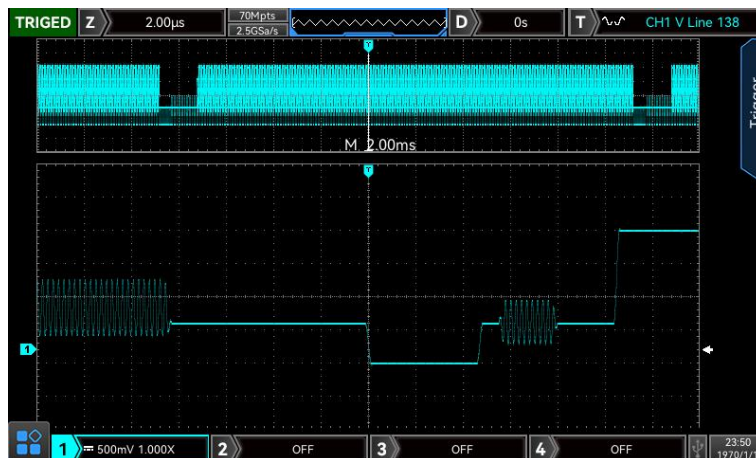 TRIGED Z 2.00μs 70Mpts 2.5GSa/s D 0s T CH1 V Line 138
T
Trigger
M 2.00ms
T
1
1 500mV 1.000X 2 OFF 3 OFF 4 OFF 23:50
1970/1/